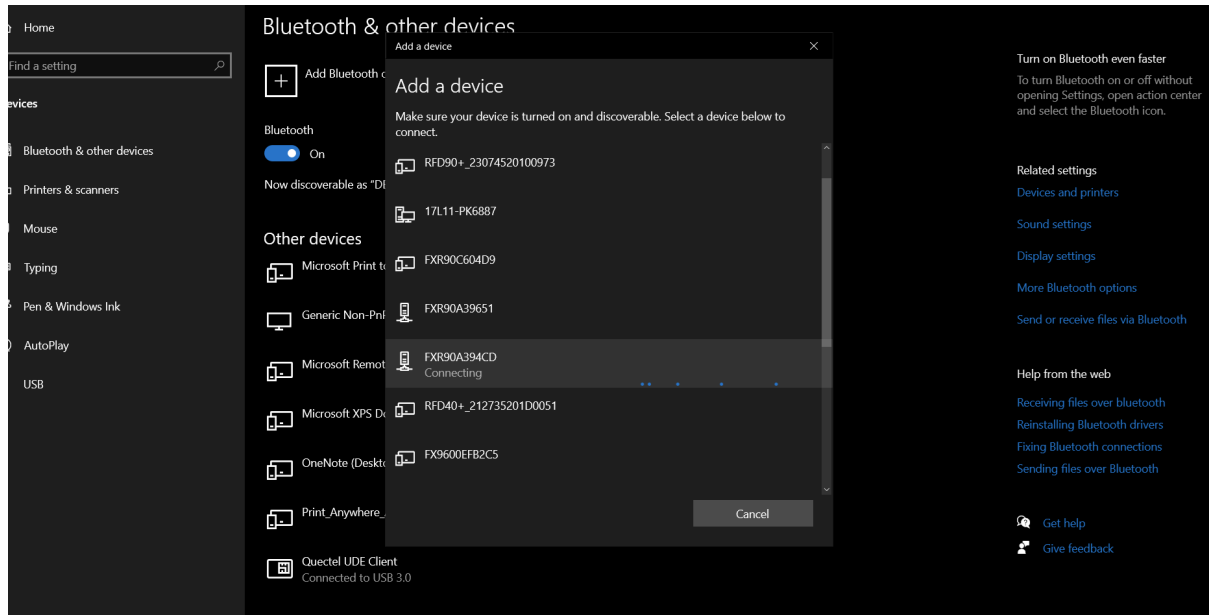 Home
Find a setting
evices
Bluetooth & other devices
Printers & scanners
Mouse
Typing
Pen & Windows Ink
AutoPlay
USB
Bluetooth & other devices
Add Bluetooth
Bluetooth
On
Now discoverable as "DE
Other devices
Microsoft Print to
Generic Non-PnP
Microsoft Remot
Microsoft XPS Do
OneNote (Deskto
Print_Anywhere_
Quectel UDE Client
Connected to USB 3.0
Add a device
Add a device
Make sure your device is turned on and discoverable. Select a device below to
connect.
RFD90+_23074520100973
17L11-PK6887
FXR90C604D9
FXR90A39651
FXR90A394CD
Connecting
RFD40+_212735201D0051
FX9600EFB2C5
Cancel
Turn on Bluetooth even faster
To turn Bluetooth on or off without
opening Settings, open action center
and select the Bluetooth icon.
Related settings
Devices and printers
Sound settings
Display settings
More Bluetooth options
Send or receive files via Bluetooth
Help from the web
Receiving files over bluetooth
Reinstalling Bluetooth drivers
Fixing Bluetooth connections
Sending files over Bluetooth
Get help
Give feedback